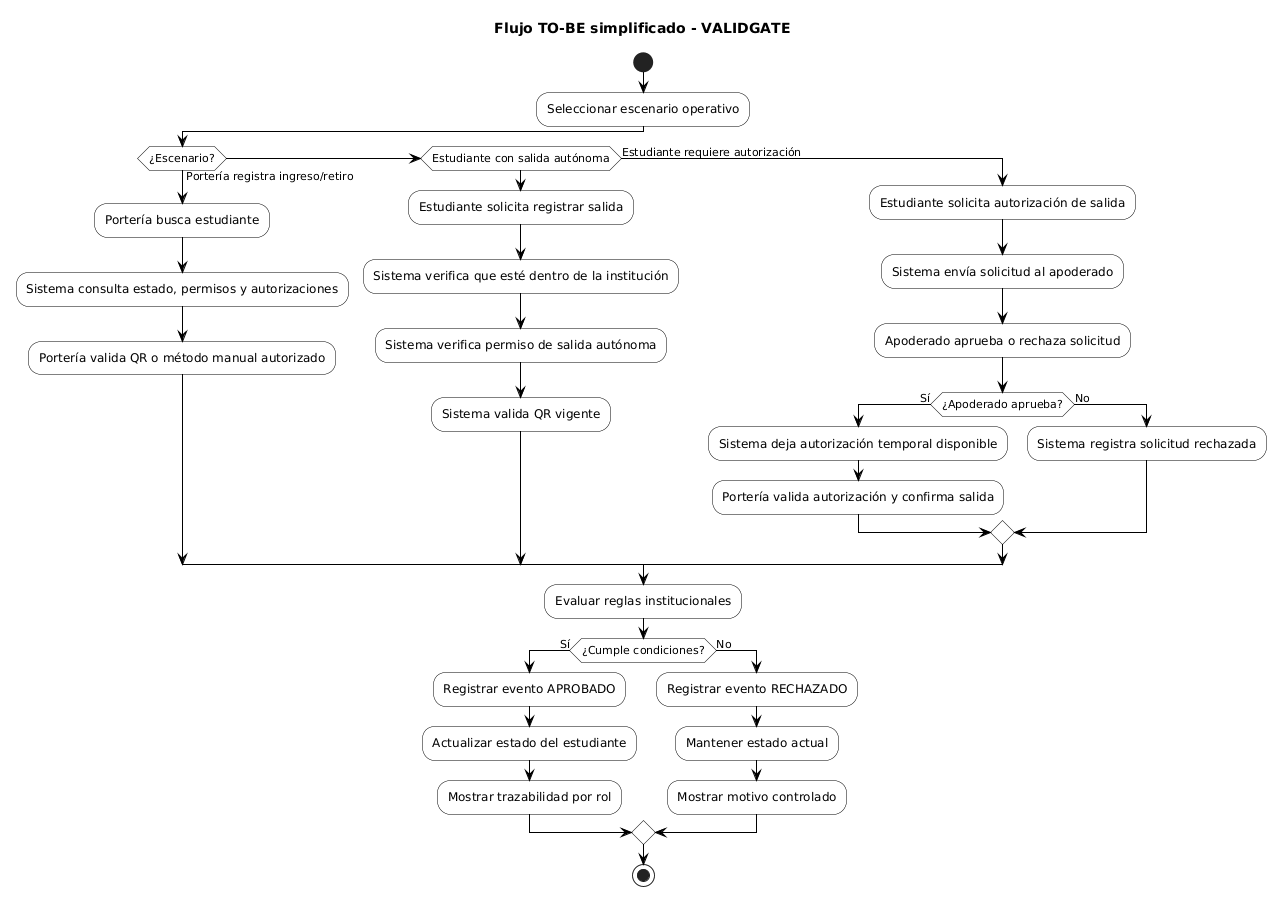 Flujo TO-BE simplificado - VALIDGATE
Seleccionar escenario operativo
¿Escenario?
Portería registra ingreso/retiro
Portería busca estudiante
Sistema consulta estado, permisos y autorizaciones
Portería valida QR o método manual autorizado
Estudiante con salida autónoma
Estudiante solicita registrar salida
Sistema verifica que esté dentro de la institución
Sistema verifica permiso de salida autónoma
Sistema valida QR vigente
Estudiante requiere autorización
Estudiante solicita autorización de salida
Sistema envía solicitud al apoderado
Apoderado aprueba o rechaza solicitud
Sí
¿Apoderado aprueba?
No
Sistema deja autorización temporal disponible
Portería valida autorización y confirma salida
Sistema registra solicitud rechazada
Evaluar reglas institucionales
Sí
¿Cumple condiciones?
No
Registrar evento APROBADO
Actualizar estado del estudiante
Mostrar trazabilidad por rol
Registrar evento RECHAZADO
Mantener estado actual
Mostrar motivo controlado